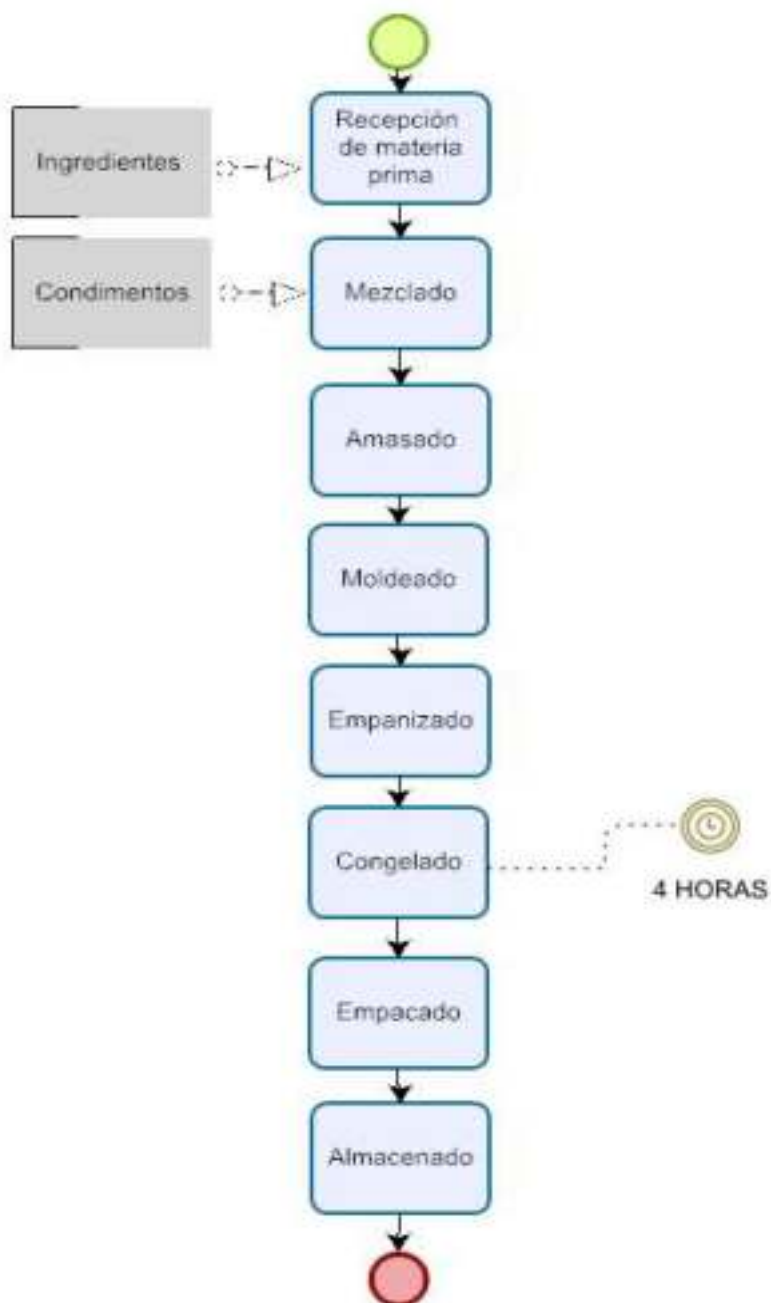 Recepción
de materia
prima
Ingredientes
Mezclado
Condimentos
Amasado
Moldeado
Empanizado
Congelado
4 HORAS
Empacado
Almacenado